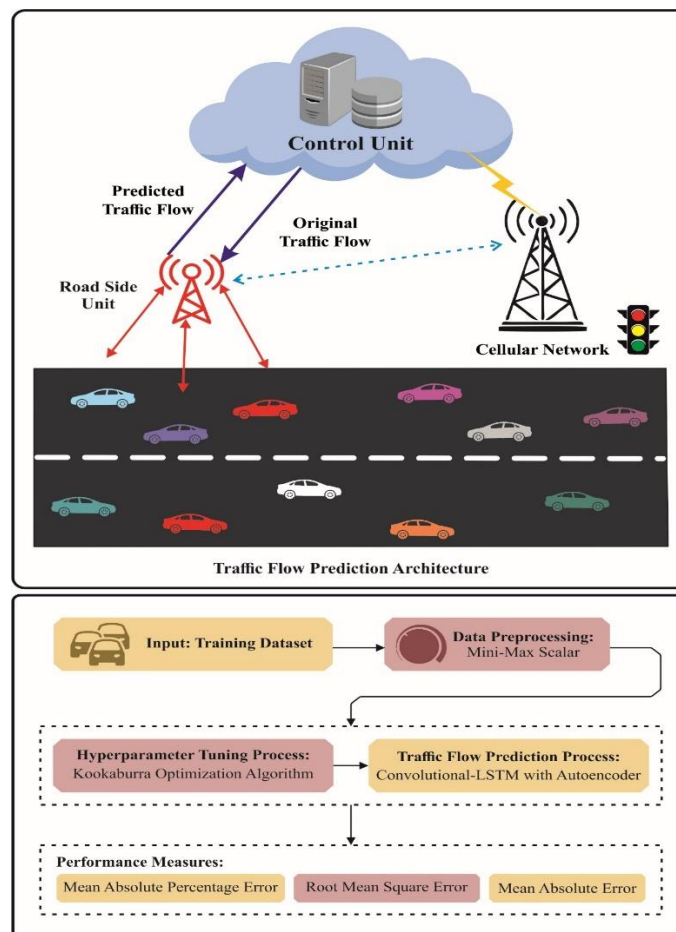 Control Unit
Predicted
Traffic Flow
Original
Traffic Flow
Road Side
Unit
Cellular Network
Traffic Flow Prediction Architecture
Input: Training Dataset
Data Preprocessing:
Mini-Max Scalar
Hyperparameter Tuning Process:
Kookaburra Optimization Algorithm
Traffic Flow Prediction Process:
Convolutional-LSTM with Autoencoder
Performance Measures:
Mean Absolute Percentage Error
Root Mean Square Error
Mean Absolute Error